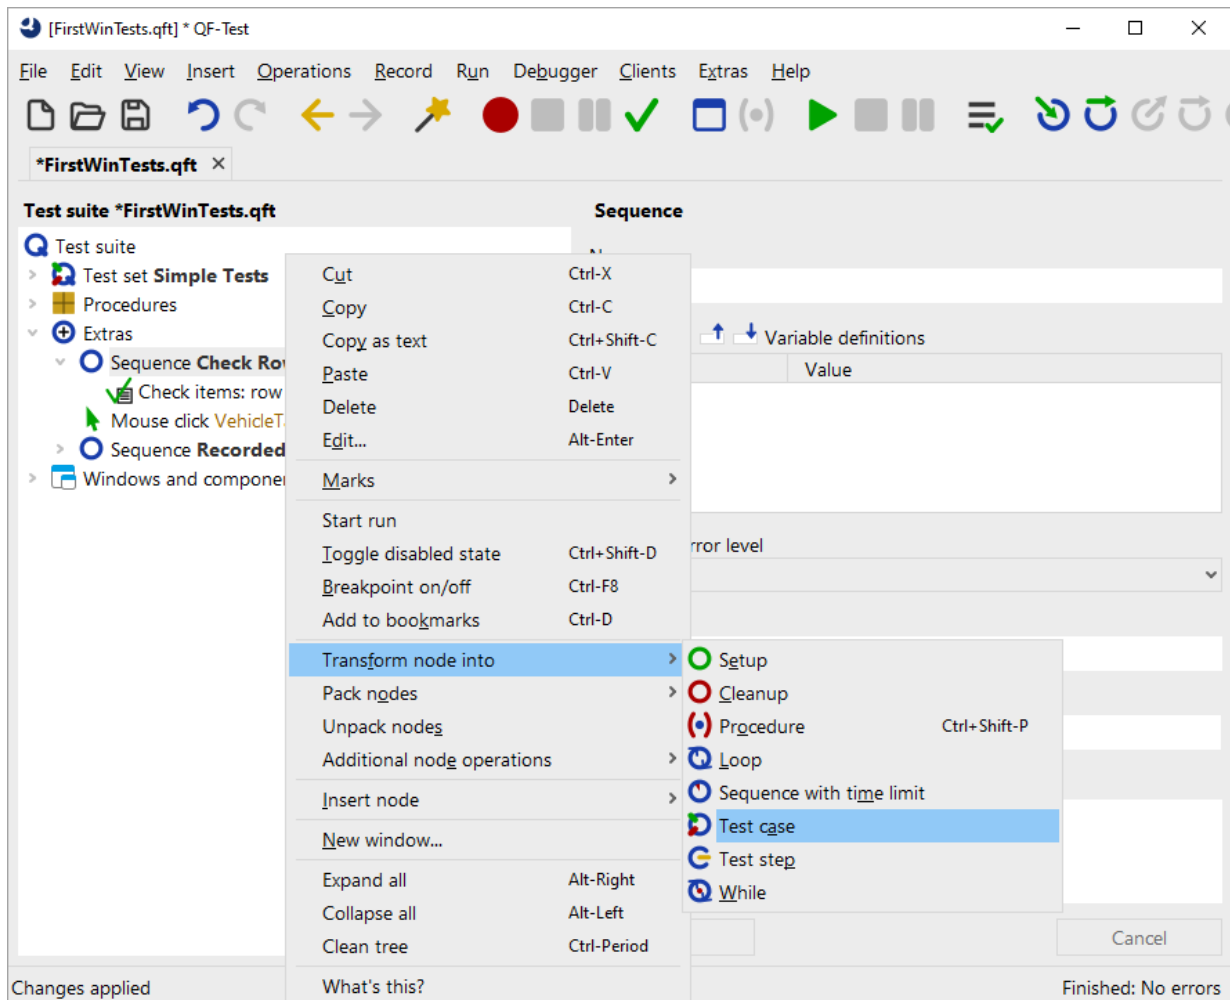 [FirstWinTests.qft] * QF-Test
File Edit View Insert Operations Record Run Debugger Clients Extras Help
*FirstWinTests.qft
Test suite *FirstWinTests.qft
Test suite
Test set Simple Tests
Procedures
Extras
Sequence Check Ro
Check items: row
Mouse click VehicleT
Sequence Recorded
Windows and compone
Cut Ctrl-X
Copy Ctrl-C
Copy as text Ctrl+Shift-C
Paste Ctrl-V
Delete Delete
Edit... Alt-Enter
Marks
Start run
Toggle disabled state Ctrl+Shift-D
Breakpoint on/off Ctrl-F8
Add to bookmarks Ctrl-D
Transform node into
Pack nodes
Unpack nodes
Additional node operations
Insert node
New window...
Expand all Alt-Right
Collapse all Alt-Left
Clean tree Ctrl-Period
What's this?
Setup
Cleanup
Procedure Ctrl+Shift-P
Loop
Sequence with time limit
Test case
Test step
While
Sequence
Variable definitions
Value
rror level
Cancel
Changes applied
Finished: No errors